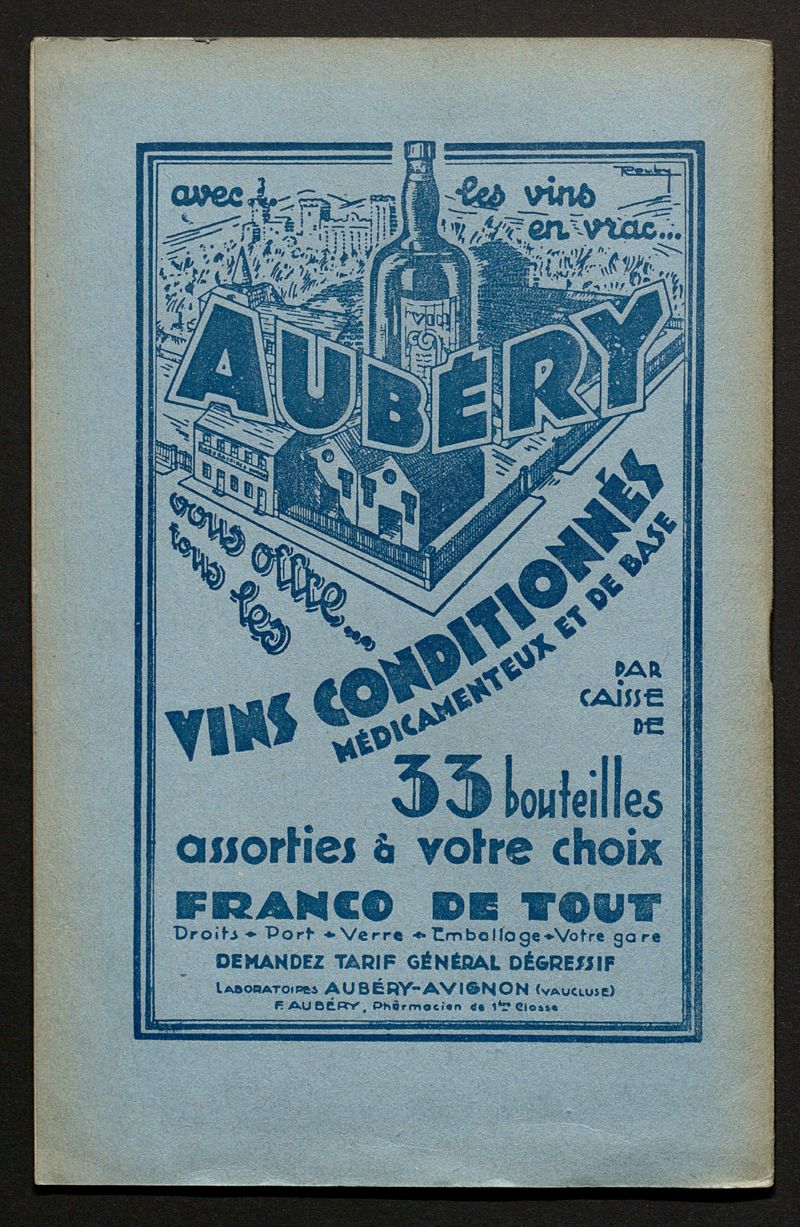 avec...
les vins
en vrac...
VIN
AUBÉRY
vous offre...
tous les
VINS CONDITIONNÉS
MÉDICAMENTEUX ET DE BASE
PAR
CAISSE
DE
33 bouteilles
assorties à votre choix
FRANCO DE TOUT
Droits + Port + Verre + Emballage + Votre gare
DEMANDEZ TARIF GÉNÉRAL DÉGRESSIF
LABORATOIRES AUBÉRY-AVIGNON (VAUCLUSE)
F. AUBÉRY, Pharmacien de 1ère Classe